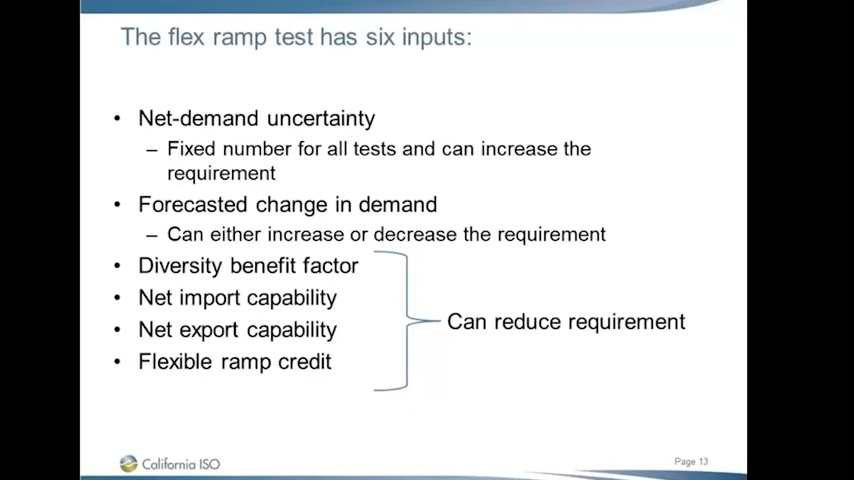 The flex ramp test has six inputs:
• Net-demand uncertainty
– Fixed number for all tests and can increase the
requirement
• Forecasted change in demand
– Can either increase or decrease the requirement
• Diversity benefit factor
• Net import capability
• Net export capability
• Flexible ramp credit
Can reduce requirement
California ISO
Page 13